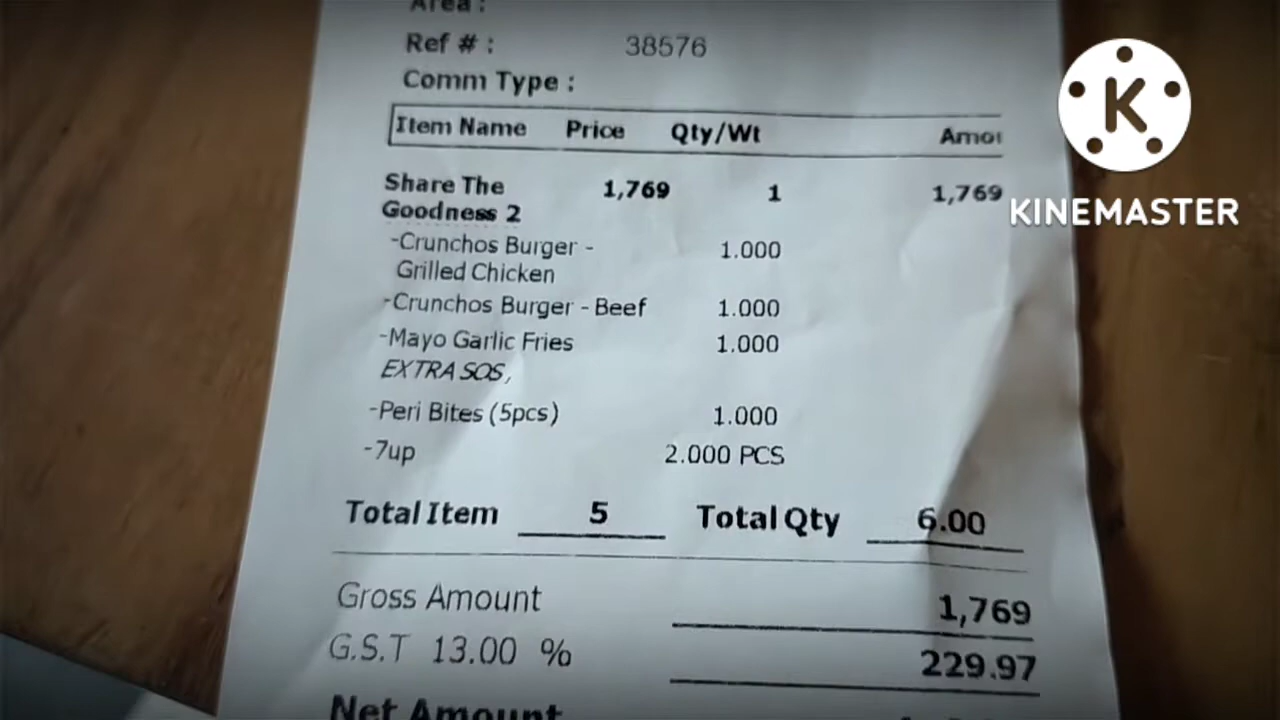 Area :
Ref # : 38576
Comm Type :
Item Name Price Qty/Wt Amou
Share The 1,769 1 1,769
Goodness 2
-Crunchos Burger - 1.000
Grilled Chicken
-Crunchos Burger - Beef 1.000
-Mayo Garlic Fries 1.000
EXTRA SOS,
-Peri Bites (5pcs) 1.000
-7up 2.000 PCS
Total Item 5 Total Qty 6.00
Gross Amount 1,769
G.S.T 13.00 % 229.97
Net Amount
K
KINEMASTER